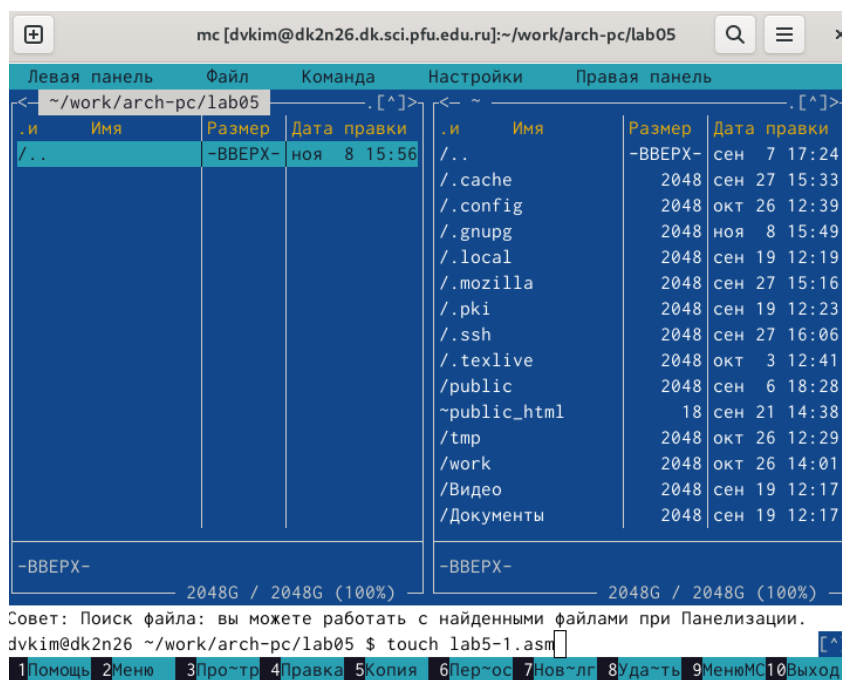 mc [dvkim@dk2n26.dk.sci.pfu.edu.ru]:~/work/arch-pc/lab05
Левая панель Файл Команда Настройки Правая панель
<— ~/work/arch-pc/lab05 .[^]> <— ~ .[^]>
.и Имя Размер Дата правки .и Имя Размер Дата правки
/.. -ВВЕРХ- ноя 8 15:56 /.. -ВВЕРХ- сен 7 17:24
/.cache 2048 сен 27 15:33
/.config 2048 окт 26 12:39
/.gnupg 2048 ноя 8 15:49
/.local 2048 сен 19 12:19
/.mozilla 2048 сен 27 15:16
/.pki 2048 сен 19 12:23
/.ssh 2048 сен 27 16:06
/.texlive 2048 окт 3 12:41
/public 2048 сен 6 18:28
~public_html 18 сен 21 14:38
/tmp 2048 окт 26 12:29
/work 2048 окт 26 14:01
/Видео 2048 сен 19 12:17
/Документы 2048 сен 19 12:17
-ВВЕРХ- -ВВЕРХ-
2048G / 2048G (100%) 2048G / 2048G (100%)
Совет: Поиск файла: вы можете работать с найденными файлами при Панелизации.
dvkim@dk2n26 ~/work/arch-pc/lab05 $ touch lab5-1.asm [^
1Помощь 2Меню 3Про~тр 4Правка 5Копия 6Пер~ос 7Нов~лг 8Уда~ть 9МенюMC 10Выход